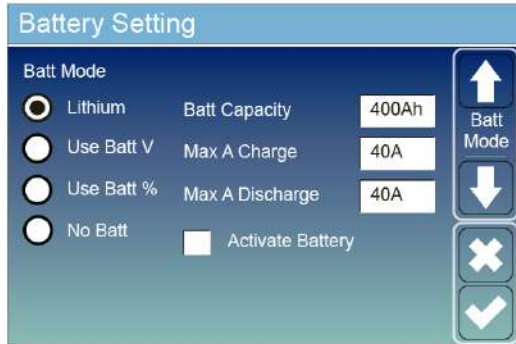 Battery Setting
Batt Mode
Lithium
Batt Capacity
400Ah
Use Batt V
Max A Charge
40A
Use Batt %
Max A Discharge
40A
No Batt
Activate Battery
Batt
Mode